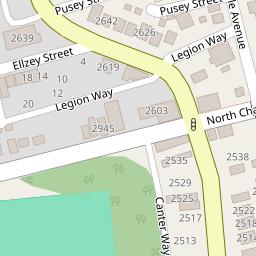 Pusey Street
Pusey Street
2642
2626
2639
Ellzey Street
Legion Way
2619
18
10
4
14
20
12
Legion Way
2603
2945
North Cha
2535
2538
2529
2525
2517
2522
2513
Canter Way
Avenue